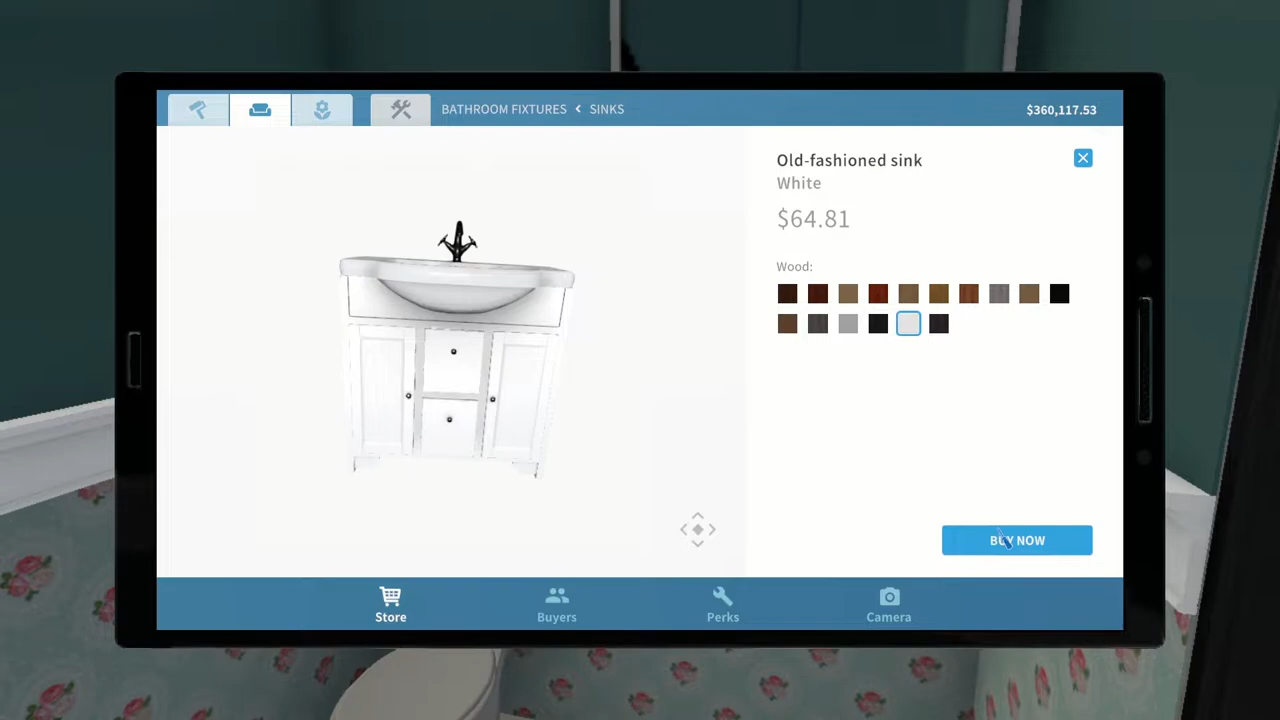 BATHROOM FIXTURES < SINKS
$360,117.53
Old-fashioned sink
White
$64.81
Wood:
BUY NOW
Store
Buyers
Perks
Camera